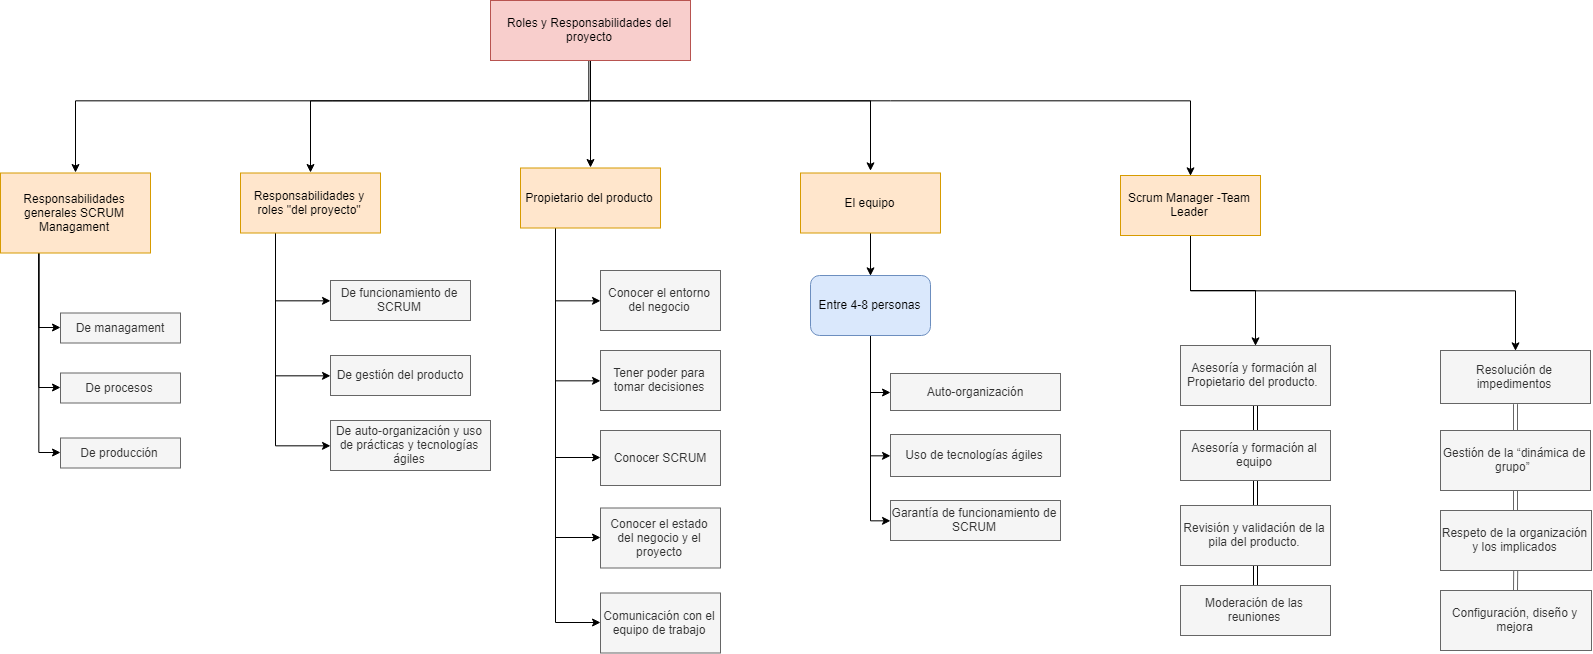 Roles y Responsabilidades del
proyecto
Responsabilidades
generales SCRUM
Managament
De managament
De procesos
De producción
Responsabilidades y
roles "del proyecto"
De funcionamiento de
SCRUM
De gestión del producto
De auto-organización y uso
de prácticas y tecnologías
ágiles
Propietario del producto
Conocer el entorno
del negocio
Tener poder para
tomar decisiones
Conocer SCRUM
Conocer el estado
del negocio y el
proyecto
Comunicación con el
equipo de trabajo
El equipo
Entre 4-8 personas
Auto-organización
Uso de tecnologías ágiles
Garantía de funcionamiento de
SCRUM
Scrum Manager -Team
Leader
Asesoría y formación al
Propietario del producto.
Asesoría y formación al
equipo
Revisión y validación de la
pila del producto.
Moderación de las
reuniones
Resolución de
impedimentos
Gestión de la “dinámica de
grupo”
Respeto de la organización
y los implicados
Configuración, diseño y
mejora